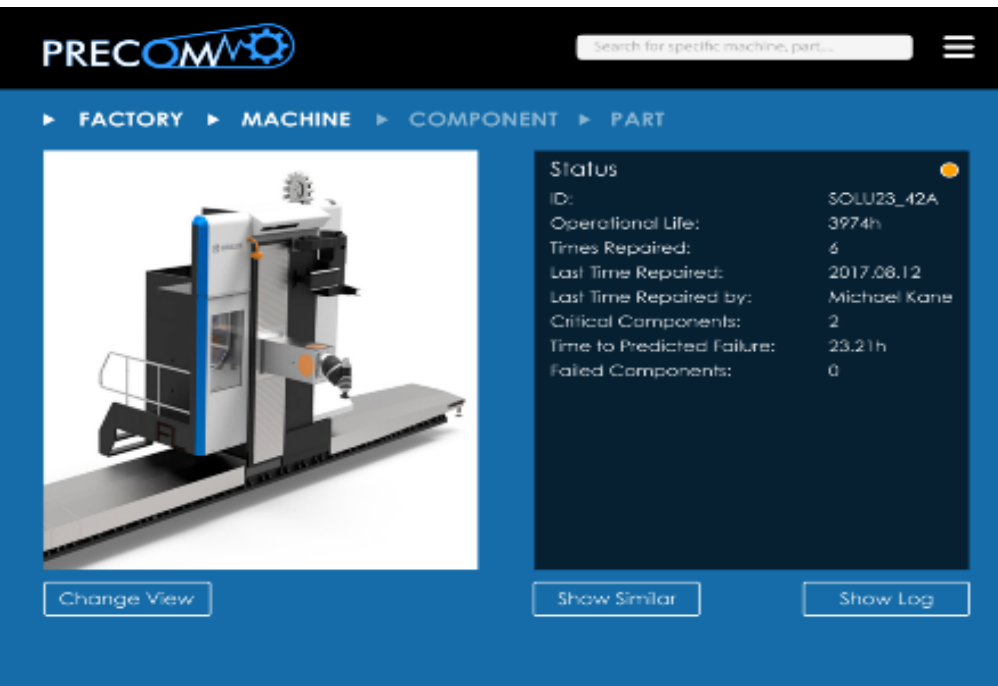 PRECOM
Search for specific machine, part...
▸ FACTORY ▸ MACHINE ▸ COMPONENT ▸ PART
Status
ID: SOLU23_42A
Operational Life: 3974h
Times Repaired: 6
Last Time Repaired: 2017.08.12
Last Time Repaired by: Michael Kane
Critical Components: 2
Time to Predicted Failure: 23.21h
Failed Components: 0
Change View
Show Similar
Show Log